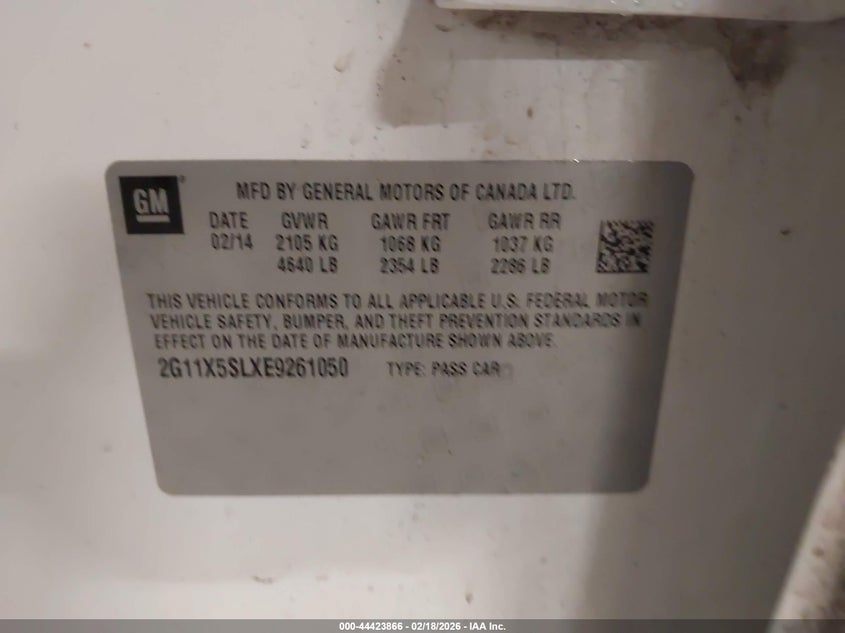 GM®
MFD BY GENERAL MOTORS OF CANADA LTD.
DATE GVWR GAWR FRT GAWR RR
02/14 2105 KG 1068 KG 1037 KG
4640 LB 2354 LB 2286 LB
THIS VEHICLE CONFORMS TO ALL APPLICABLE U.S. FEDERAL MOTOR
VEHICLE SAFETY, BUMPER, AND THEFT PREVENTION STANDARDS IN
EFFECT ON THE DATE OF MANUFACTURE SHOWN ABOVE.
2G11X5SLXE9261050 TYPE: PASS CAR
000-44423866 - 02/18/2026 - IAA Inc.